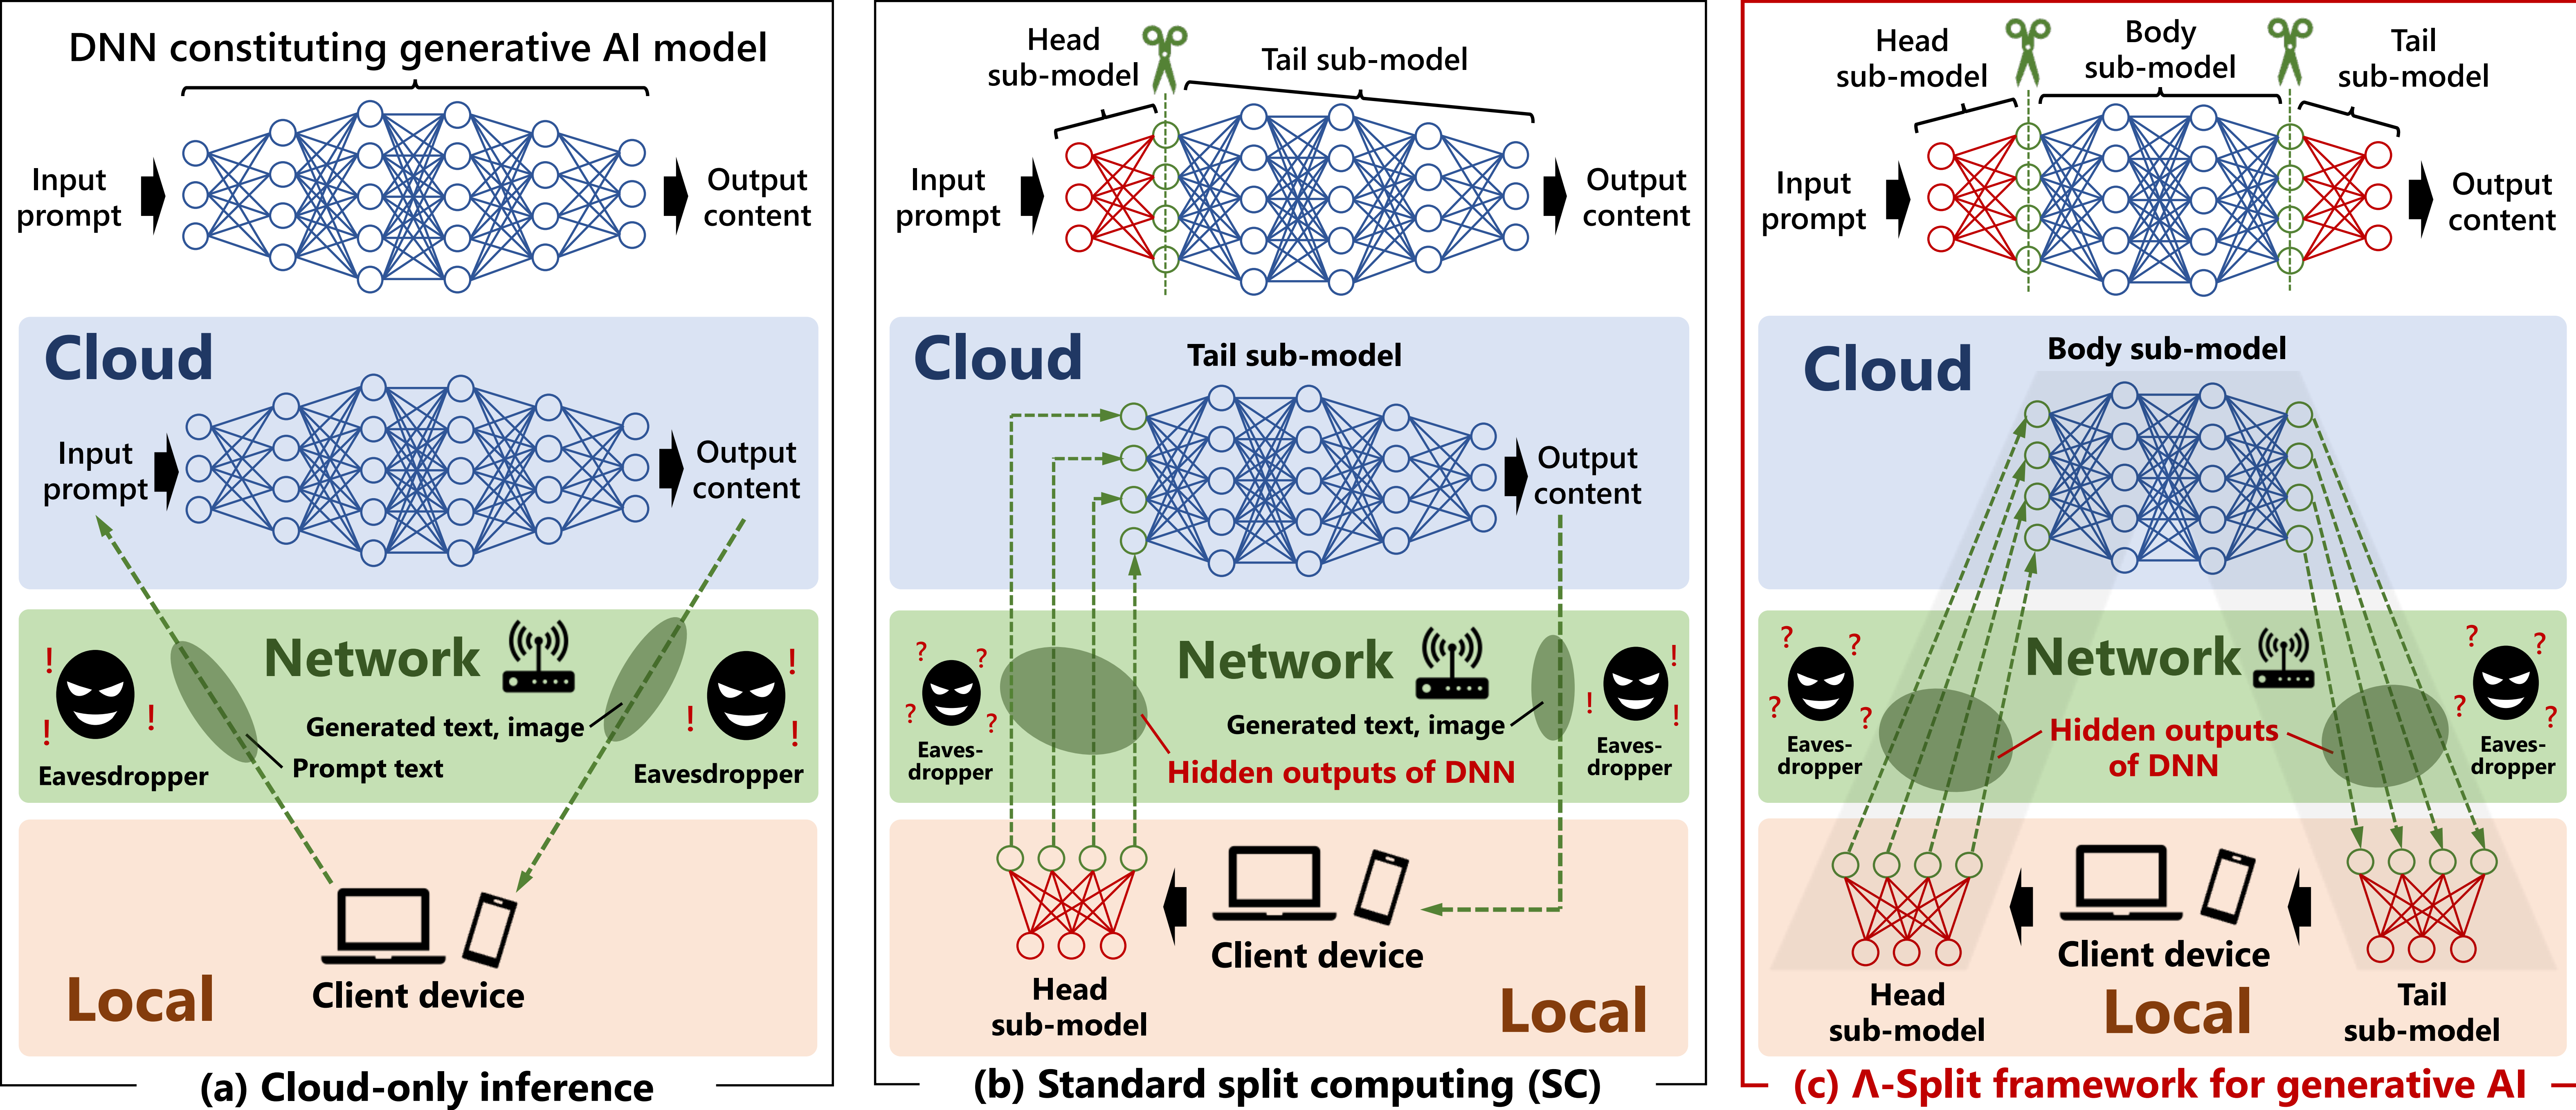 DNN constituting generative AI model
Input
prompt
Output
content
Cloud
Input
prompt
Output
content
Network
!
!
!
Eavesdropper
Generated text, image
Prompt text
!
!
!
Eavesdropper
Client device
Local
(a) Cloud-only inference
Head
sub-model
Tail sub-model
Input
prompt
Output
content
Cloud
Tail sub-model
Output
content
Network
?
?
?
?
Eaves-
dropper
Generated text, image
Hidden outputs of DNN
!
!
!
Eaves-
dropper
Client device
Head
sub-model
Local
(b) Standard split computing (SC)
Head
sub-model
Body
sub-model
Tail
sub-model
Input
prompt
Output
content
Cloud
Body sub-model
Network
?
?
?
?
Eaves-
dropper
Hidden outputs
of DNN
?
?
?
?
Eaves-
dropper
Client device
Head
sub-model
Local
Tail
sub-model
(c) Λ-Split framework for generative AI